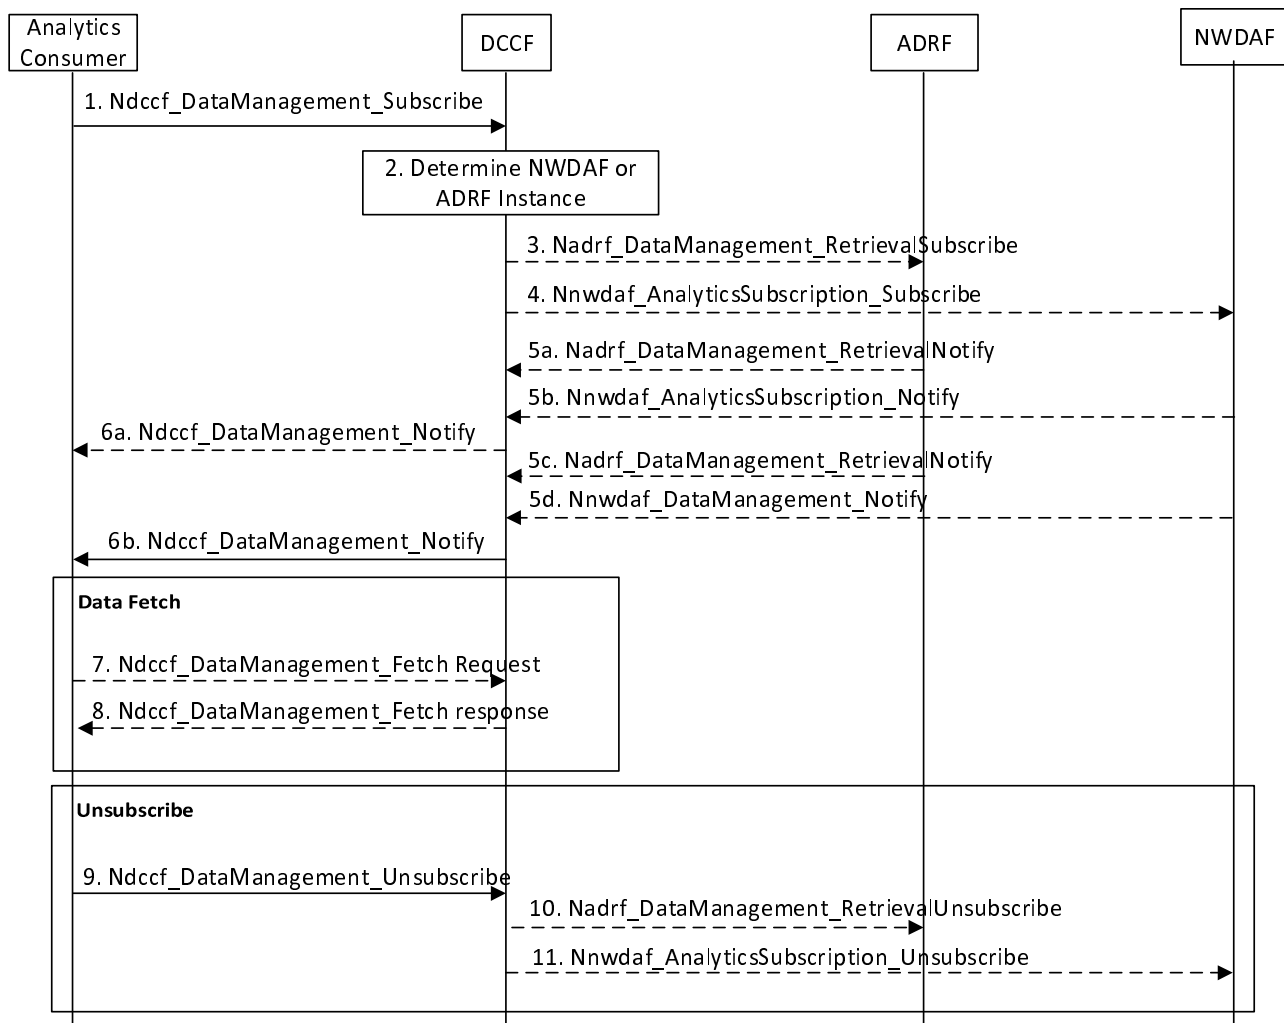 Analytics
Consumer
DCCF
ADRF
NWDAF
1. Ndccf_DataManagement_Subscribe
2. Determine NWDAF or
ADRF Instance
3. Nadrf_DataManagement_RetrievalSubscribe
4. Nnwdaf_AnalyticsSubscription_Subscribe
5a. Nadrf_DataManagement_RetrievalNotify
5b. Nnwdaf_AnalyticsSubscription_Notify
6a. Ndccf_DataManagement_Notify
5c. Nadrf_DataManagement_RetrievalNotify
5d. Nnwdaf_DataManagement_Notify
6b. Ndccf_DataManagement_Notify
Data Fetch
7. Ndccf_DataManagement_Fetch Request
8. Ndccf_DataManagement_Fetch response
Unsubscribe
9. Ndccf_DataManagement_Unsubscribe
10. Nadrf_DataManagement_RetrievalUnsubscribe
11. Nnwdaf_AnalyticsSubscription_Unsubscribe